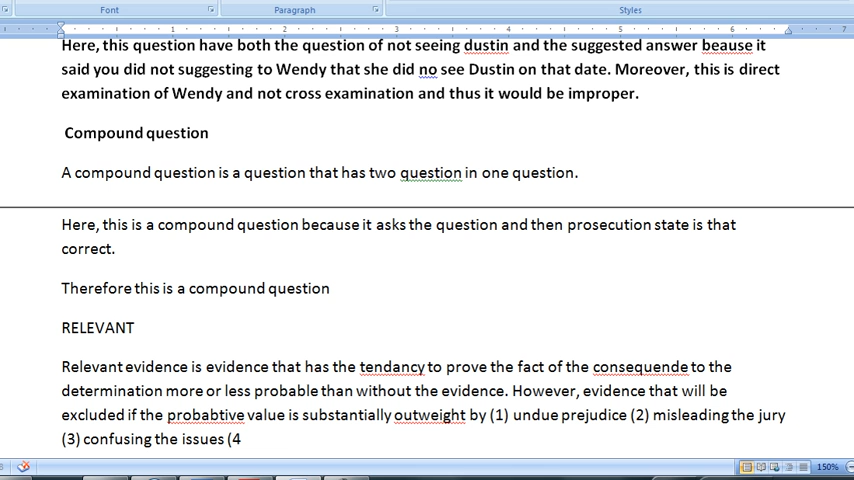 Font Paragraph Styles
1 2 3 4 5 6 7
Here, this question have both the question of not seeing dustin and the suggested answer beause it
said you did not suggesting to Wendy that she did no see Dustin on that date. Moreover, this is direct
examination of Wendy and not cross examination and thus it would be improper.
Compound question
A compound question is a question that has two question in one question.
Here, this is a compound question because it asks the question and then prosecution state is that
correct.
Therefore this is a compound question
RELEVANT
Relevant evidence is evidence that has the tendancy to prove the fact of the consequende to the
determination more or less probable than without the evidence. However, evidence that will be
excluded if the probabtive value is substantially outweight by (1) undue prejudice (2) misleading the jury
(3) confusing the issues (4
150%